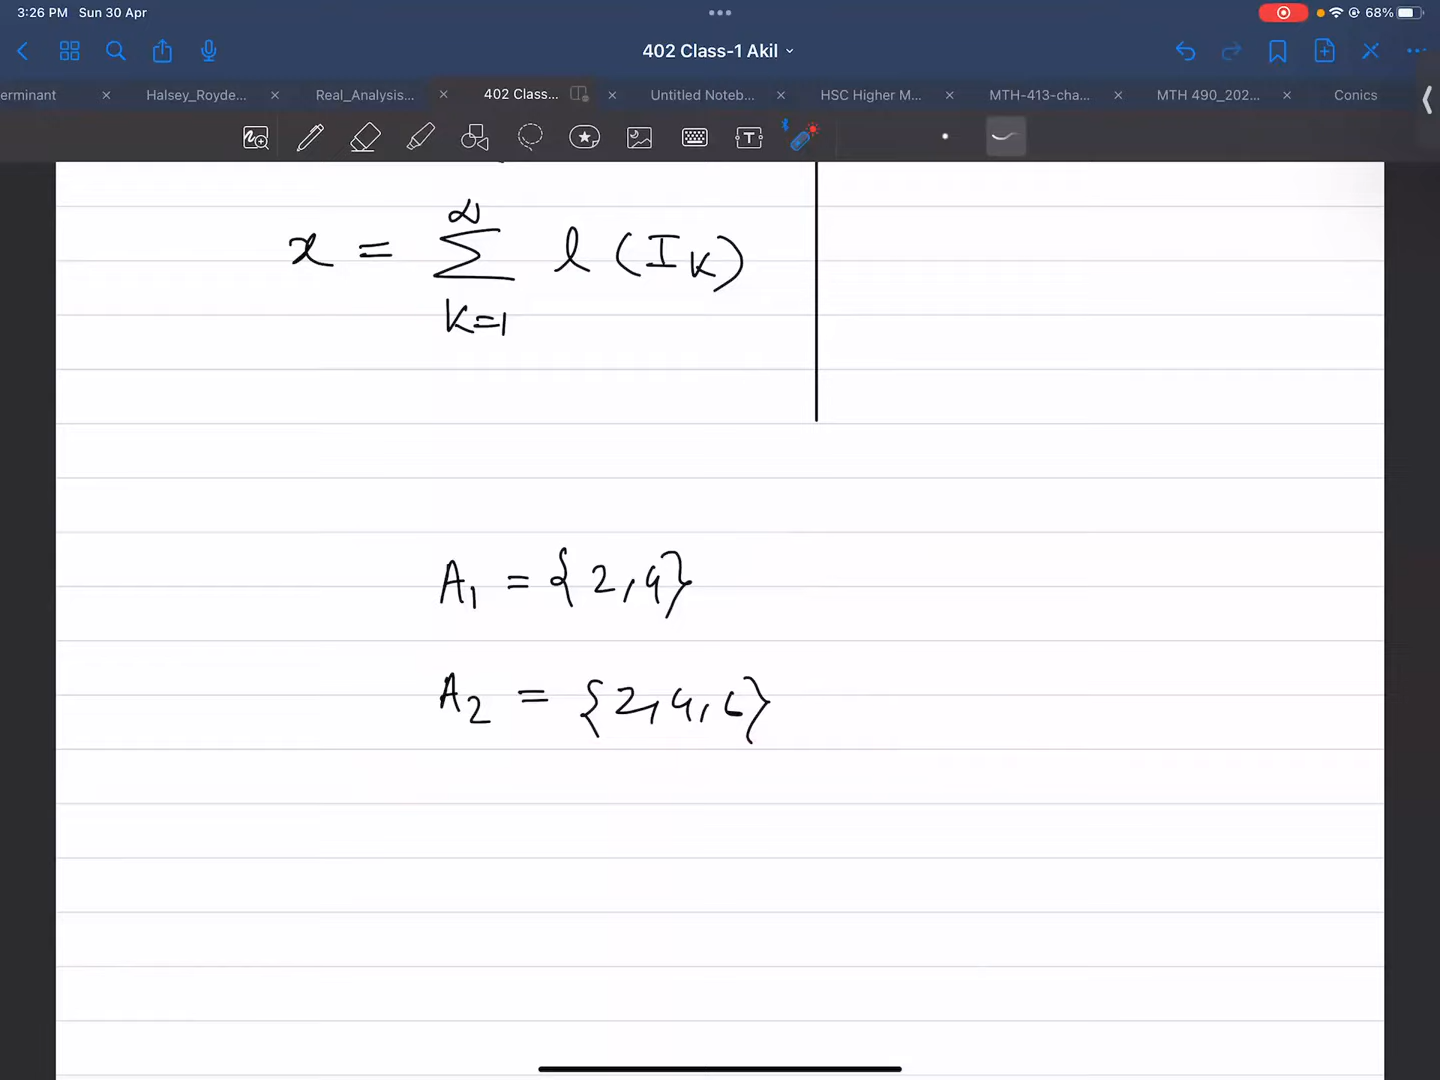 3:26 PM Sun 30 Apr
68%
402 Class-1 Akil
erminant
Halsey_Royde...
Real_Analysis...
402 Class...
Untitled Noteb...
HSC Higher M...
MTH-413-cha...
MTH 490_202...
Conics
x = ∑_{k=1}^{∞} l (I_k)
A₁ = {2,4}
A₂ = {2,4,6}